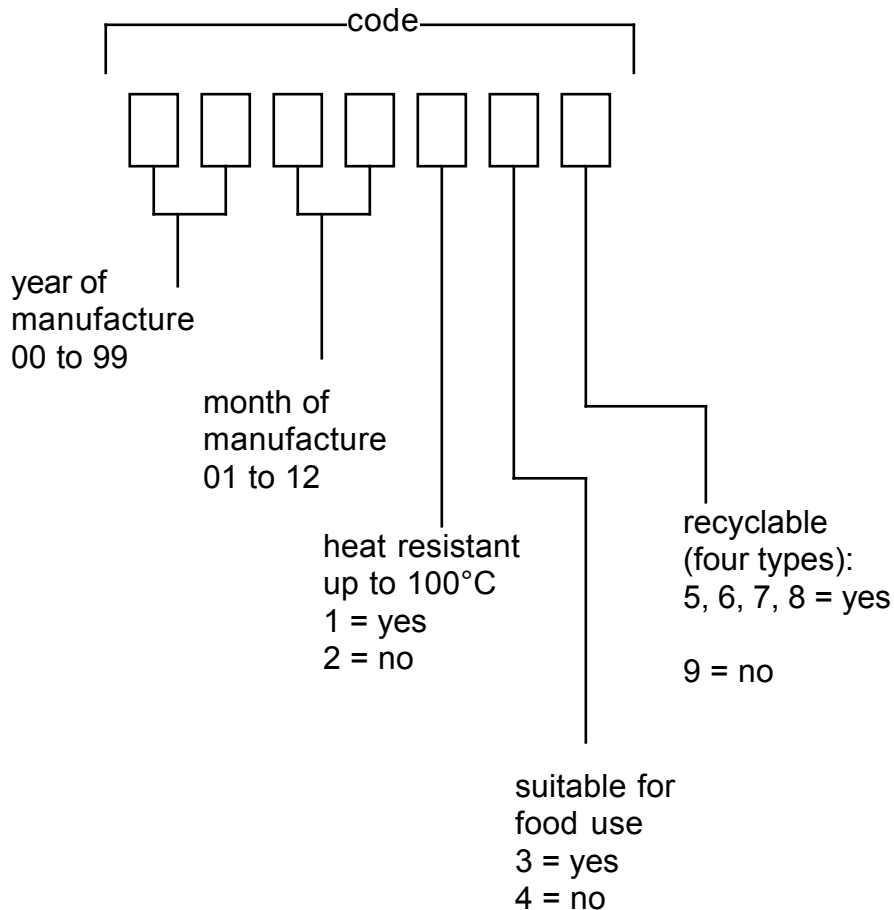 code
year of
manufacture
00 to 99
month of
manufacture
01 to 12
heat resistant
up to 100°C
1 = yes
2 = no
suitable for
food use
3 = yes
4 = no
recyclable
(four types):
5, 6, 7, 8 = yes
9 = no